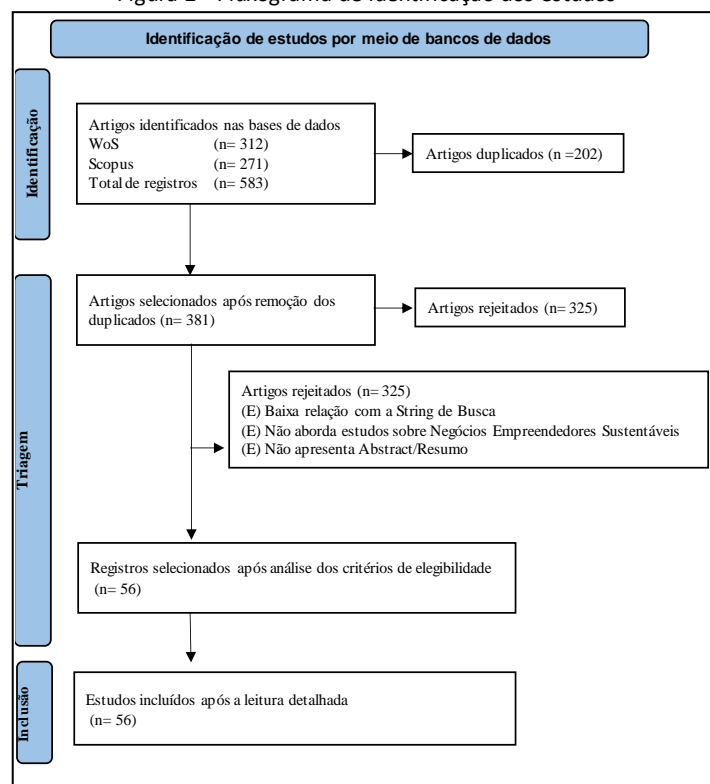 Figura 2 - Fluxograma de identificação dos estudos
Identificação de estudos por meio de bancos de dados
Identificação
Artigos identificados nas bases de dados
WoS (n= 312)
Scopus (n= 271)
Total de registros (n= 583)
Artigos duplicados (n =202)
Triagem
Artigos selecionados após remoção dos
duplicados (n= 381)
Artigos rejeitados (n= 325)
Artigos rejeitados (n= 325)
(E) Baixa relação com a String de Busca
(E) Não aborda estudos sobre Negócios Empreendedores Sustentáveis
(E) Não apresenta Abstract/Resumo
Registros selecionados após análise dos critérios de elegibilidade
(n= 56)
Inclusão
Estudos incluídos após a leitura detalhada
(n= 56)